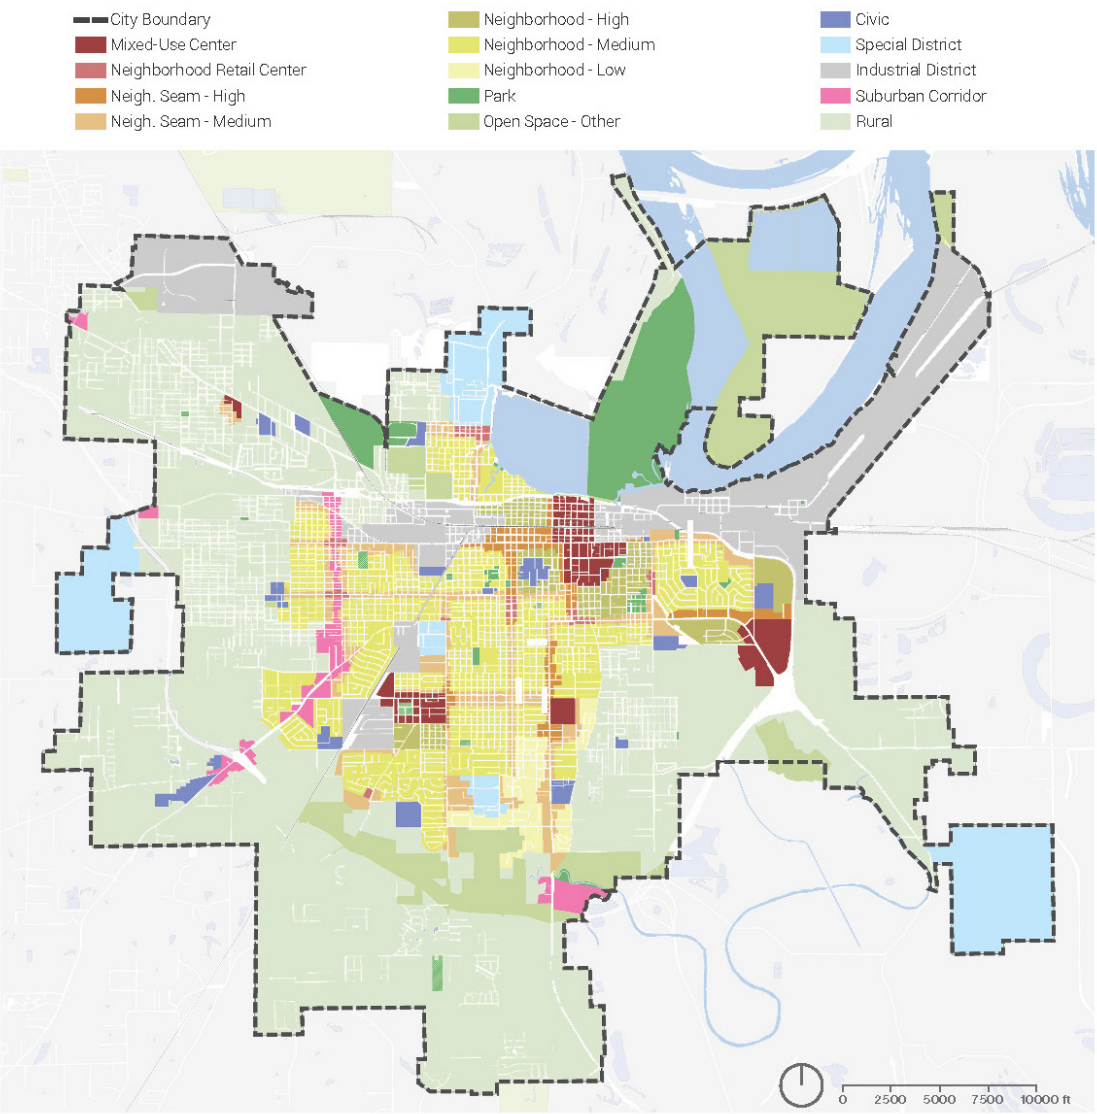 City Boundary
Mixed-Use Center
Neighborhood Retail Center
Neigh. Seam - High
Neigh. Seam - Medium
Neighborhood - High
Neighborhood - Medium
Neighborhood - Low
Park
Open Space - Other
Civic
Special District
Industrial District
Suburban Corridor
Rural
0 2500 5000 7500 10000 ft